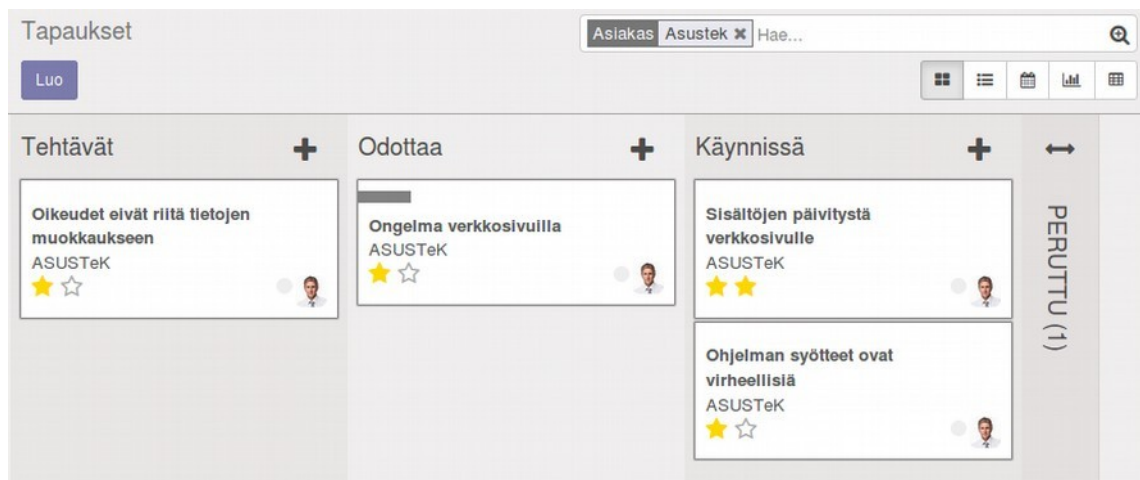 Tapaukset
Asiakas Asustek ✖ Hae...
Luo
Tehtävät
Oikeudet eivät riitä tietojen
muokkaukseen
ASUSTeK
Odottaa
Ongelma verkkosivuilla
ASUSTeK
Käynnissä
Sisältöjen päivitystä
verkkosivulle
ASUSTeK
Ohjelman syötteet ovat
virheellisiä
ASUSTeK
PERUTTU (1)